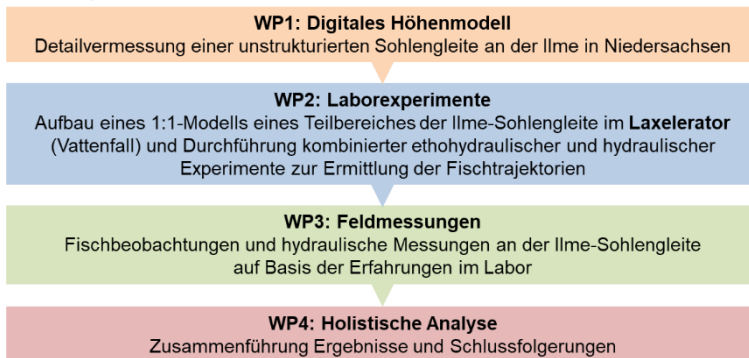 WP1: Digitales Höhenmodell
Detailvermessung einer unstrukturierten Sohlengleite an der Ilme in Niedersachsen
WP2: Laborexperimente
Aufbau eines 1:1-Modells eines Teilbereiches der Ilme-Sohlengleite im Laxelerator
(Vattenfall) und Durchführung kombinierter ethohydraulischer und hydraulischer
Experimente zur Ermittlung der Fischtrajektorien
WP3: Feldmessungen
Fischbeobachtungen und hydraulische Messungen an der Ilme-Sohlengleite
auf Basis der Erfahrungen im Labor
WP4: Holistische Analyse
Zusammenführung Ergebnisse und Schlussfolgerungen